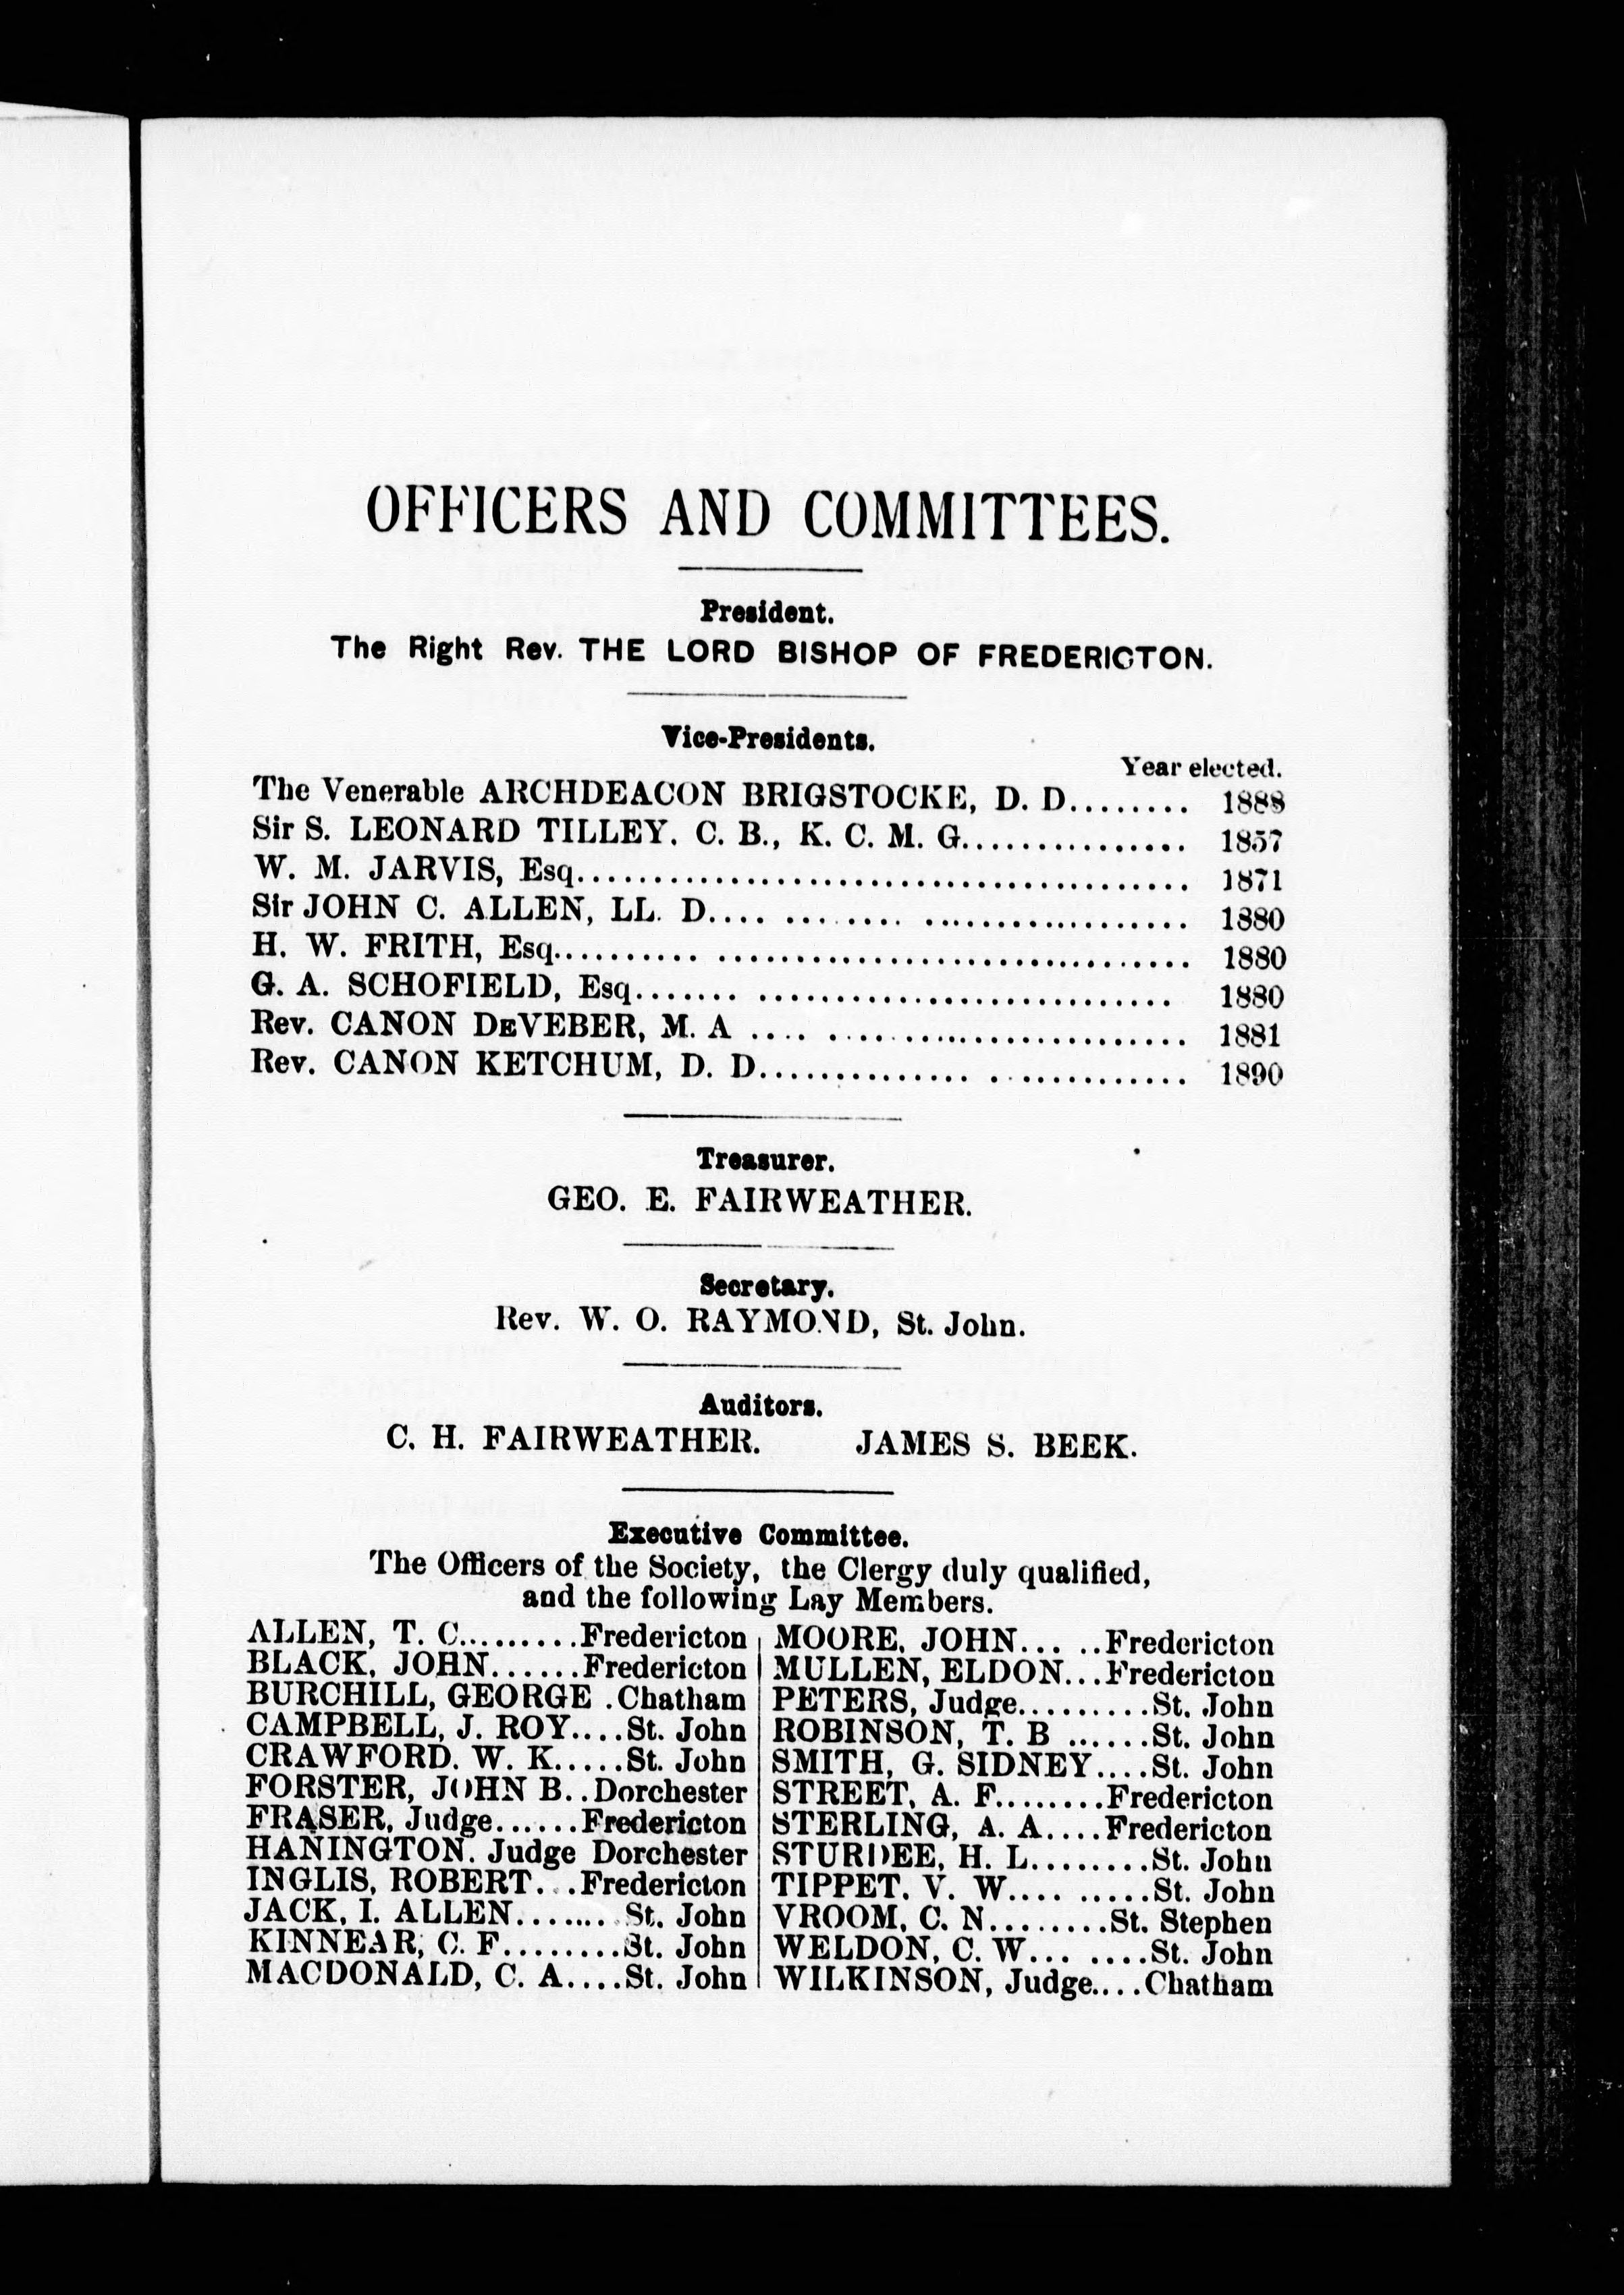 OFFICERS AND COMMITTEES.
President.
The Right Rev. THE LORD BISHOP OF FREDERICTON.
Vice-Presidents.
Year elected.
The Venerable ARCHDEACON BRIGSTOCKE, D. D........ 1888
Sir S. LEONARD TILLEY. C. B., K. C. M. G............... 1857
W. M. JARVIS, Esq........................................ 1871
Sir JOHN C. ALLEN, LL. D.... ........ ................. 1880
H. W. FRITH, Esq.......... ............................... 1880
G. A. SCHOFIELD, Esq....... ........................... 1880
Rev. CANON DEVEBER, M. A .... ........................ 1881
Rev. CANON KETCHUM, D. D.............. ............. 1890
Treasurer.
GEO. E. FAIRWEATHER.
Secretary.
Rev. W. O. RAYMOND, St. John.
Auditors.
C. H. FAIRWEATHER. JAMES S. BEEK.
Executive Committee.
The Officers of the Society, the Clergy duly qualified,
and the following Lay Members.
ALLEN, T. C.........Fredericton
BLACK, JOHN......Fredericton
BURCHILL, GEORGE .Chatham
CAMPBELL, J. ROY....St. John
CRAWFORD. W. K.....St. John
FORSTER, JOHN B..Dorchester
FRASER, Judge......Fredericton
HANINGTON. Judge Dorchester
INGLIS, ROBERT...Fredericton
JACK, I. ALLEN........St. John
KINNEAR, C. F.........St. John
MACDONALD, C. A....St. John
MOORE, JOHN... ..Fredericton
MULLEN, ELDON...Fredericton
PETERS, Judge.........St. John
ROBINSON, T. B ......St. John
SMITH, G. SIDNEY....St. John
STREET, A. F........Fredericton
STERLING, A. A....Fredericton
STURDEE, H. L........St. John
TIPPET. V. W.... .....St. John
VROOM, C. N........St. Stephen
WELDON, C. W... ....St. John
WILKINSON, Judge....Chatham